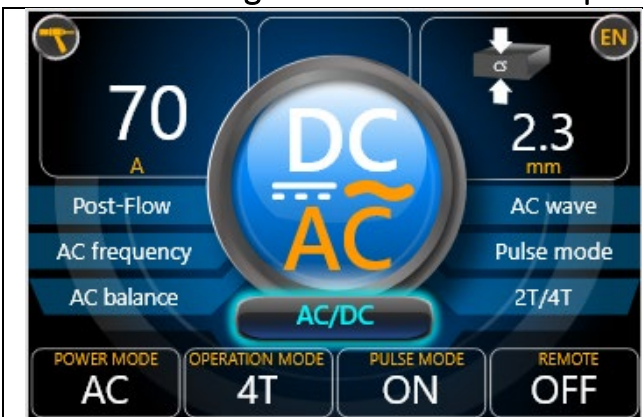 EN
cs
70
A
2.3
mm
DC
AC
Post-Flow
AC frequency
AC balance
AC wave
Pulse mode
2T/4T
AC/DC
POWER MODE
AC
OPERATION MODE
4T
PULSE MODE
ON
REMOTE
OFF